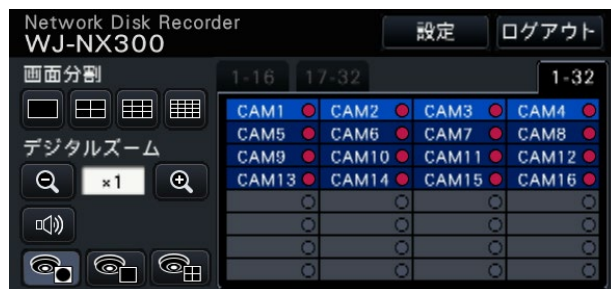 Network Disk Recorder
WJ-NX300
設定
ログアウト
画面分割
1-16
17-32
1-32
CAM1 CAM2 CAM3 CAM4
CAM5 CAM6 CAM7 CAM8
CAM9 CAM10 CAM11 CAM12
CAM13 CAM14 CAM15 CAM16
デジタルズーム
×1